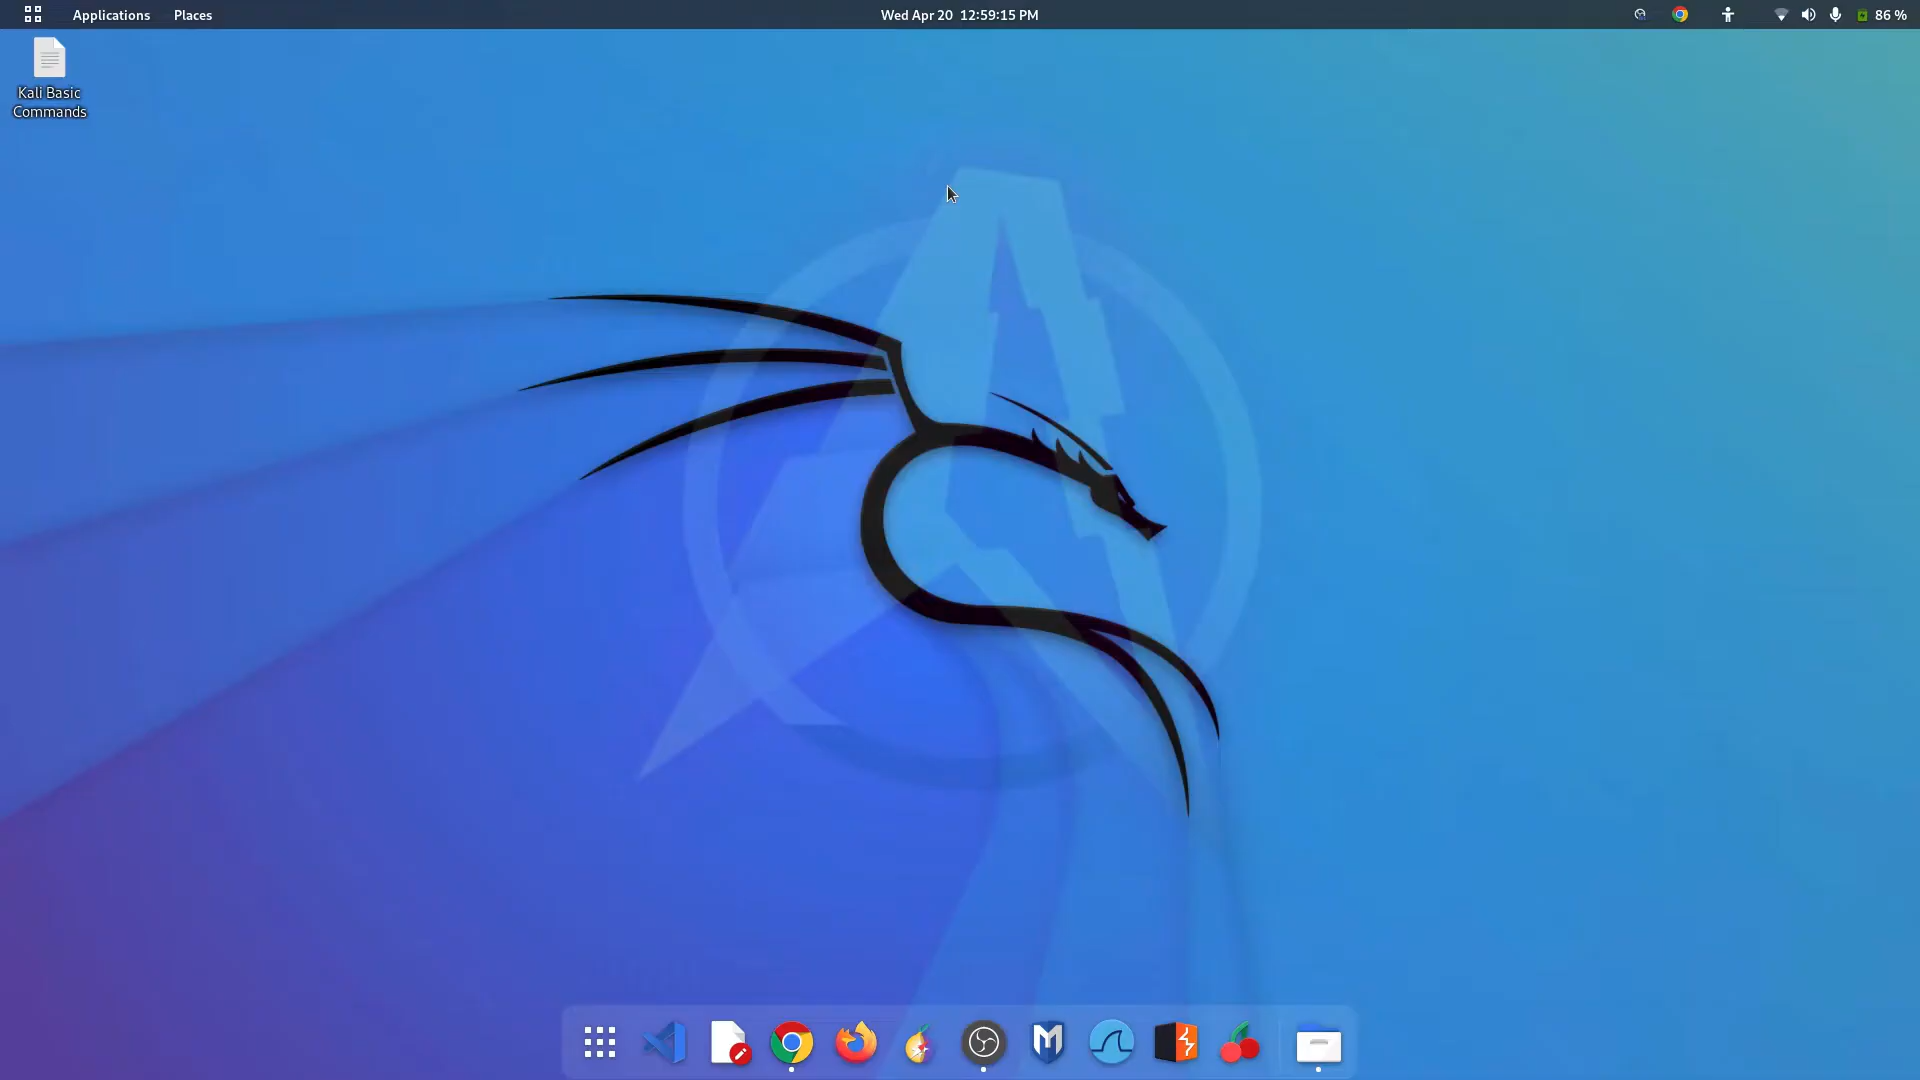 Applications Places Wed Apr 20 12:59:15 PM 86 %
Kali Basic
Commands